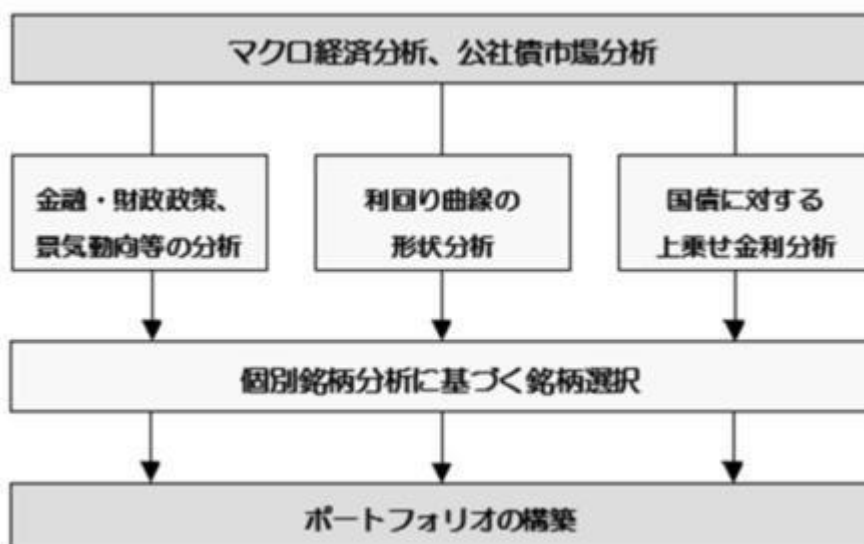 マクロ経済分析、公社債市場分析
金融・財政政策、
景気動向等の分析
利回り曲線の
形状分析
国債に対する
上乗せ金利分析
個別銘柄分析に基づく銘柄選択
ポートフォリオの構築